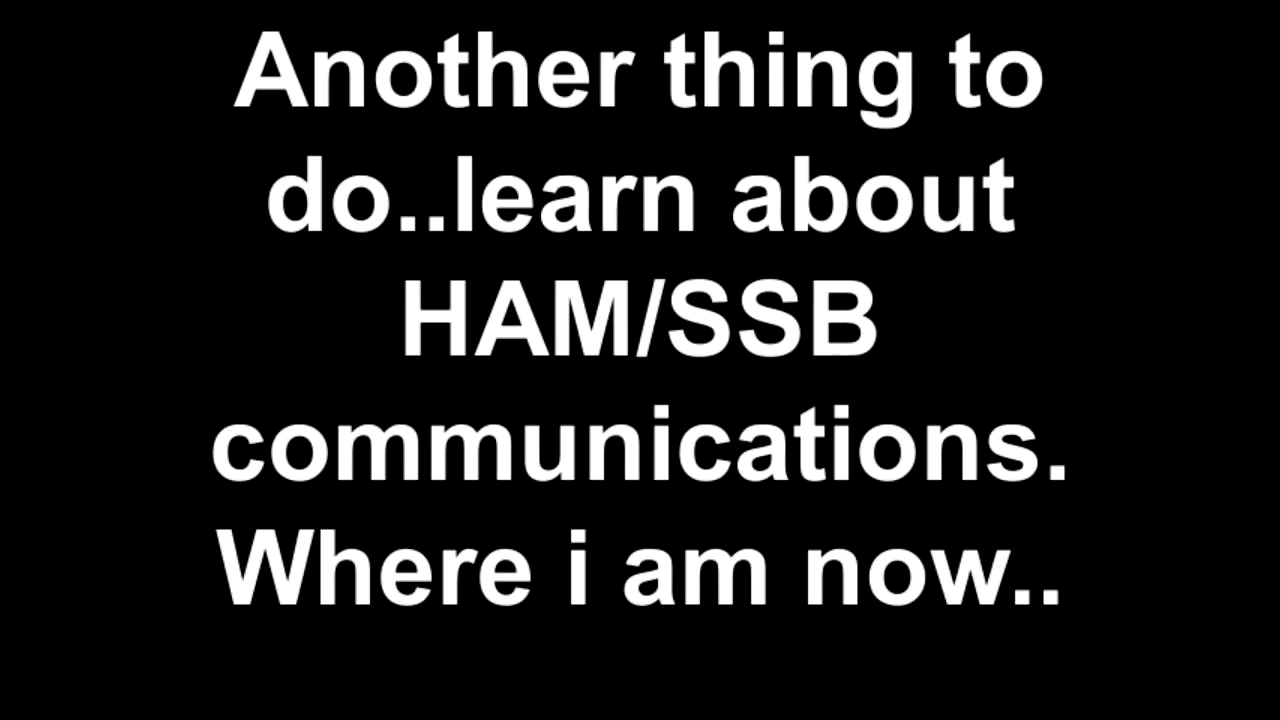 Another thing to
do..learn about
HAM/SSB
communications.
Where i am now..